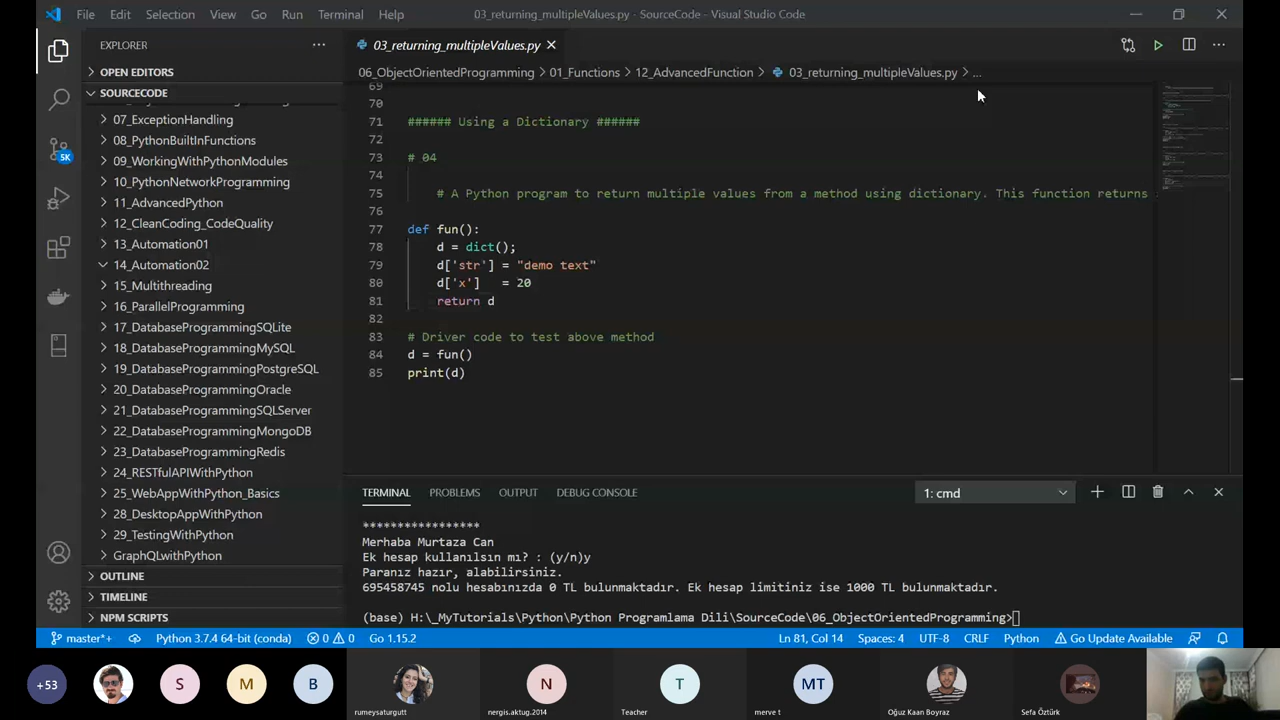 File Edit Selection View Go Run Terminal Help
03_returning_multipleValues.py - SourceCode - Visual Studio Code
EXPLORER
OPEN EDITORS
SOURCECODE
07_ExceptionHandling
08_PythonBuiltInFunctions
09_WorkingWithPythonModules
10_PythonNetworkProgramming
11_AdvancedPython
12_CleanCoding_CodeQuality
13_Automation01
14_Automation02
15_Multithreading
16_ParallelProgramming
17_DatabaseProgrammingSQLite
18_DatabaseProgrammingMySQL
19_DatabaseProgrammingPostgreSQL
20_DatabaseProgrammingOracle
21_DatabaseProgrammingSQLServer
22_DatabaseProgrammingMongoDB
23_DatabaseProgrammingRedis
24_RESTfulAPIWithPython
25_WebAppWithPython_Basics
28_DesktopAppWithPython
29_TestingWithPython
GraphQLwithPython
OUTLINE
TIMELINE
NPM SCRIPTS
5K
03_returning_multipleValues.py
06_ObjectOrientedProgramming > 01_Functions > 12_AdvancedFunction > 03_returning_multipleValues.py > ...
69
70
71 ###### Using a Dictionary ######
72
73 # 04
74
75 # A Python program to return multiple values from a method using dictionary. This function returns
76
77 def fun():
78 d = dict();
79 d['str'] = "demo text"
80 d['x'] = 20
81 return d
82
83 # Driver code to test above method
84 d = fun()
85 print(d)
TERMINAL PROBLEMS OUTPUT DEBUG CONSOLE
1: cmd
*****************
Merhaba Murtaza Can
Ek hesap kullanılsın mı? : (y/n)y
Paranız hazır, alabilirsiniz.
695458745 nolu hesabınızda 0 TL bulunmaktadır. Ek hesap limitiniz ise 1000 TL bulunmaktadır.
(base) H:\_MyTutorials\Python\Python Programlama Dili\SourceCode\06_ObjectOrientedProgramming>
master*+ Python 3.7.4 64-bit (conda) 0 0 Go 1.15.2 Ln 81, Col 14 Spaces: 4 UTF-8 CRLF Python Go Update Available
+53 S M B N T MT
rumeysaturgutt nergis.aktug.2014 Teacher merve t Oğuz Kaan Boyraz Sefa Öztürk